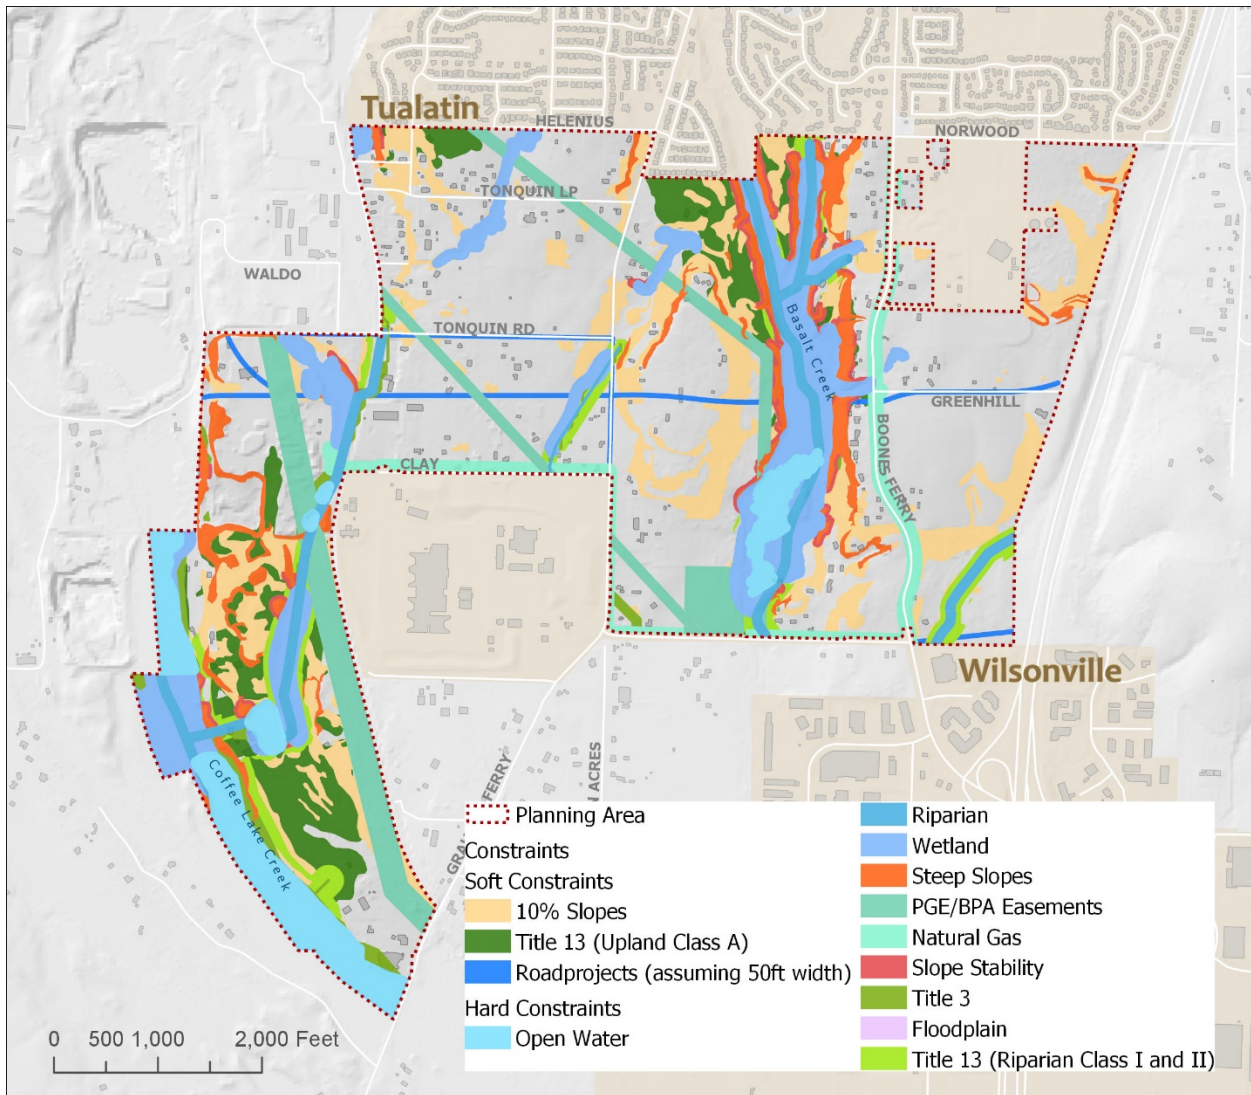 Tualatin
HELENIUS
NORWOOD
TONQUIN LP
WALDO
TONQUIN RD
Basalt Creek
GREENHILL
BOONES FERRY
CLAY
Wilsonville
Coffee Lake Creek
FERRY
ACRES
Planning Area
Constraints
Soft Constraints
10% Slopes
Title 13 (Upland Class A)
Roadprojects (assuming 50ft width)
Hard Constraints
Open Water
Riparian
Wetland
Steep Slopes
PGE/BPA Easements
Natural Gas
Slope Stability
Title 3
Floodplain
Title 13 (Riparian Class I and II)
0 500 1,000 2,000 Feet